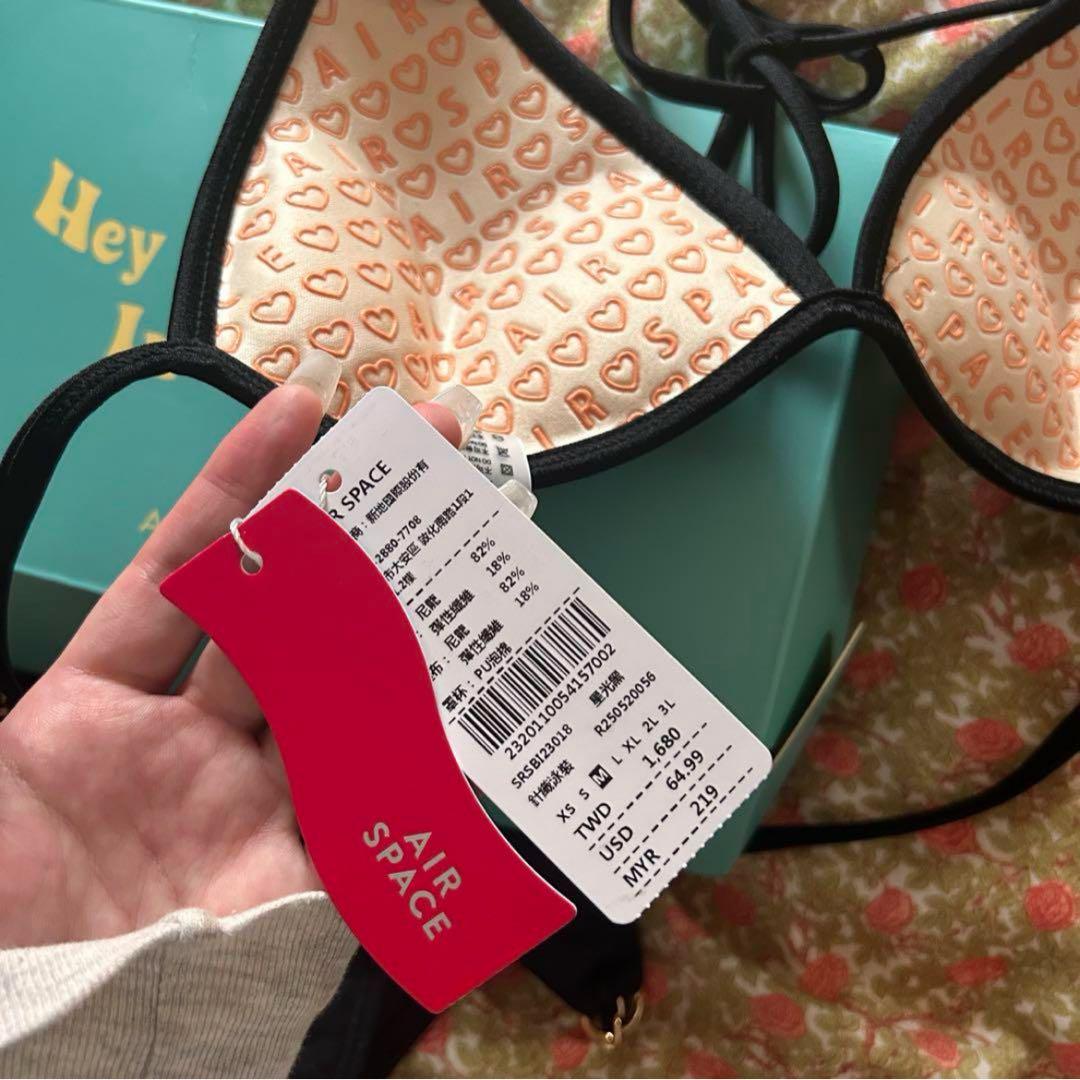 Hey
AIR SPACE
R SPACE
商：新地國際股份有
-2880-7708
市大安區 敦化南路1段1
尼龍 82%
彈性纖維 18%
布： 尼龍 82%
彈性纖維 18%
罩杯：PU泡棉
2320110054157002
SRSBI23018 星光黑
針織泳裝 R250520056
XS S M L XL 2L 3L
TWD 1,680
USD 64.99
MYR 219
AIR
SPACE